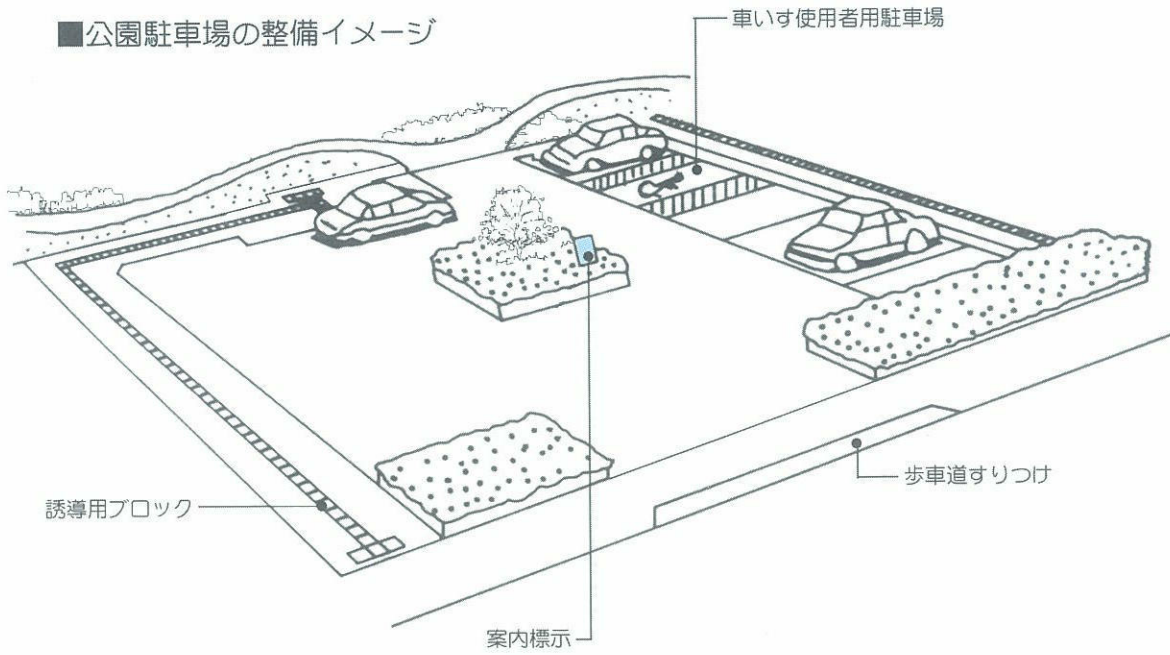 ■公園駐車場の整備イメージ
車いす使用者用駐車場
歩車道すりつけ
誘導用ブロック
案内標示